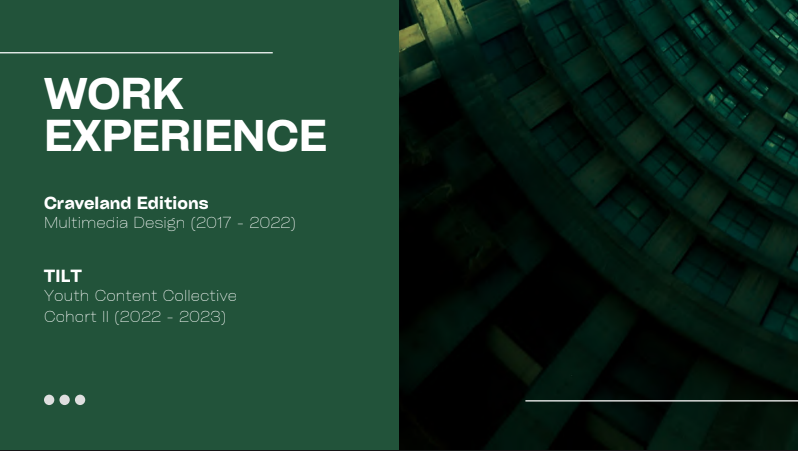 WORK
EXPERIENCE
Craveland Editions
Multimedia Design (2017 - 2022)
TILT
Youth Content Collective
Cohort II (2022 - 2023)